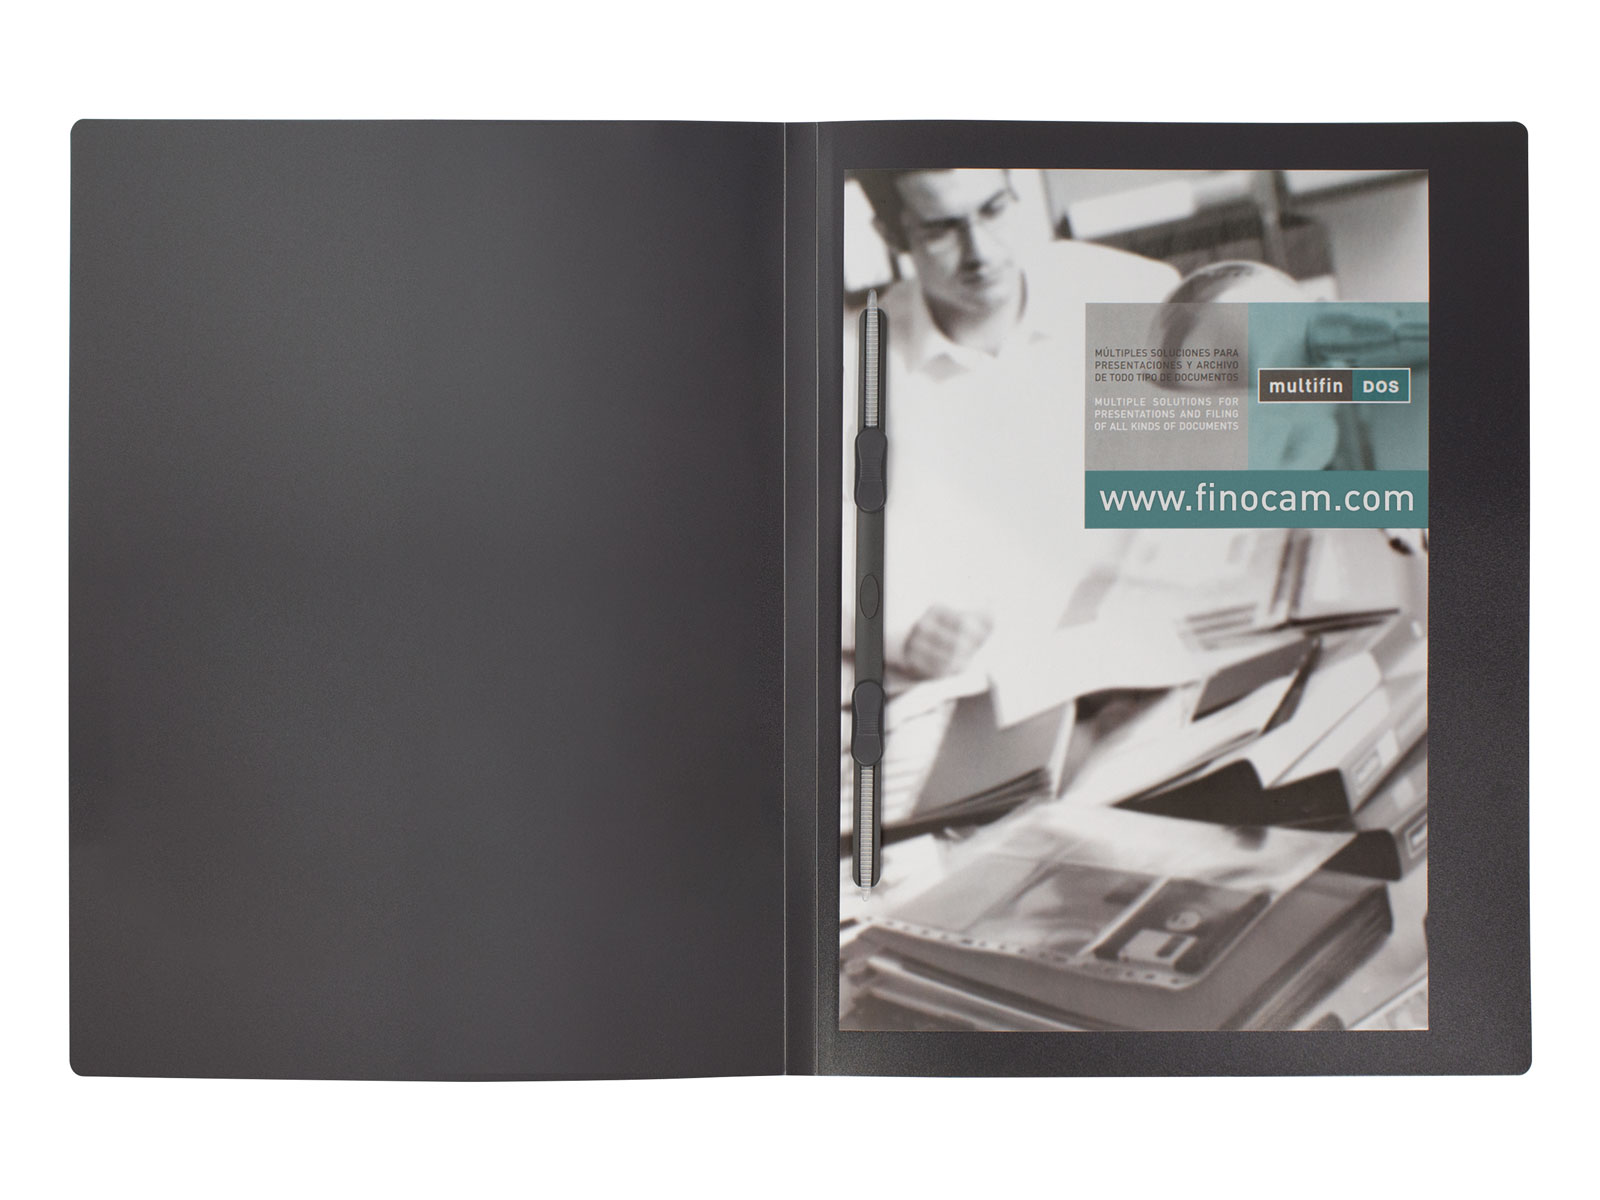 MÚLTIPLES SOLUCIONES PARA
PRESENTACIONES Y ARCHIVO
DE TODO TIPO DE DOCUMENTOS
MULTIPLE SOLUTIONS FOR
PRESENTATIONS AND FILING
OF ALL KINDS OF DOCUMENTS
multifin DOS
www.finocam.com